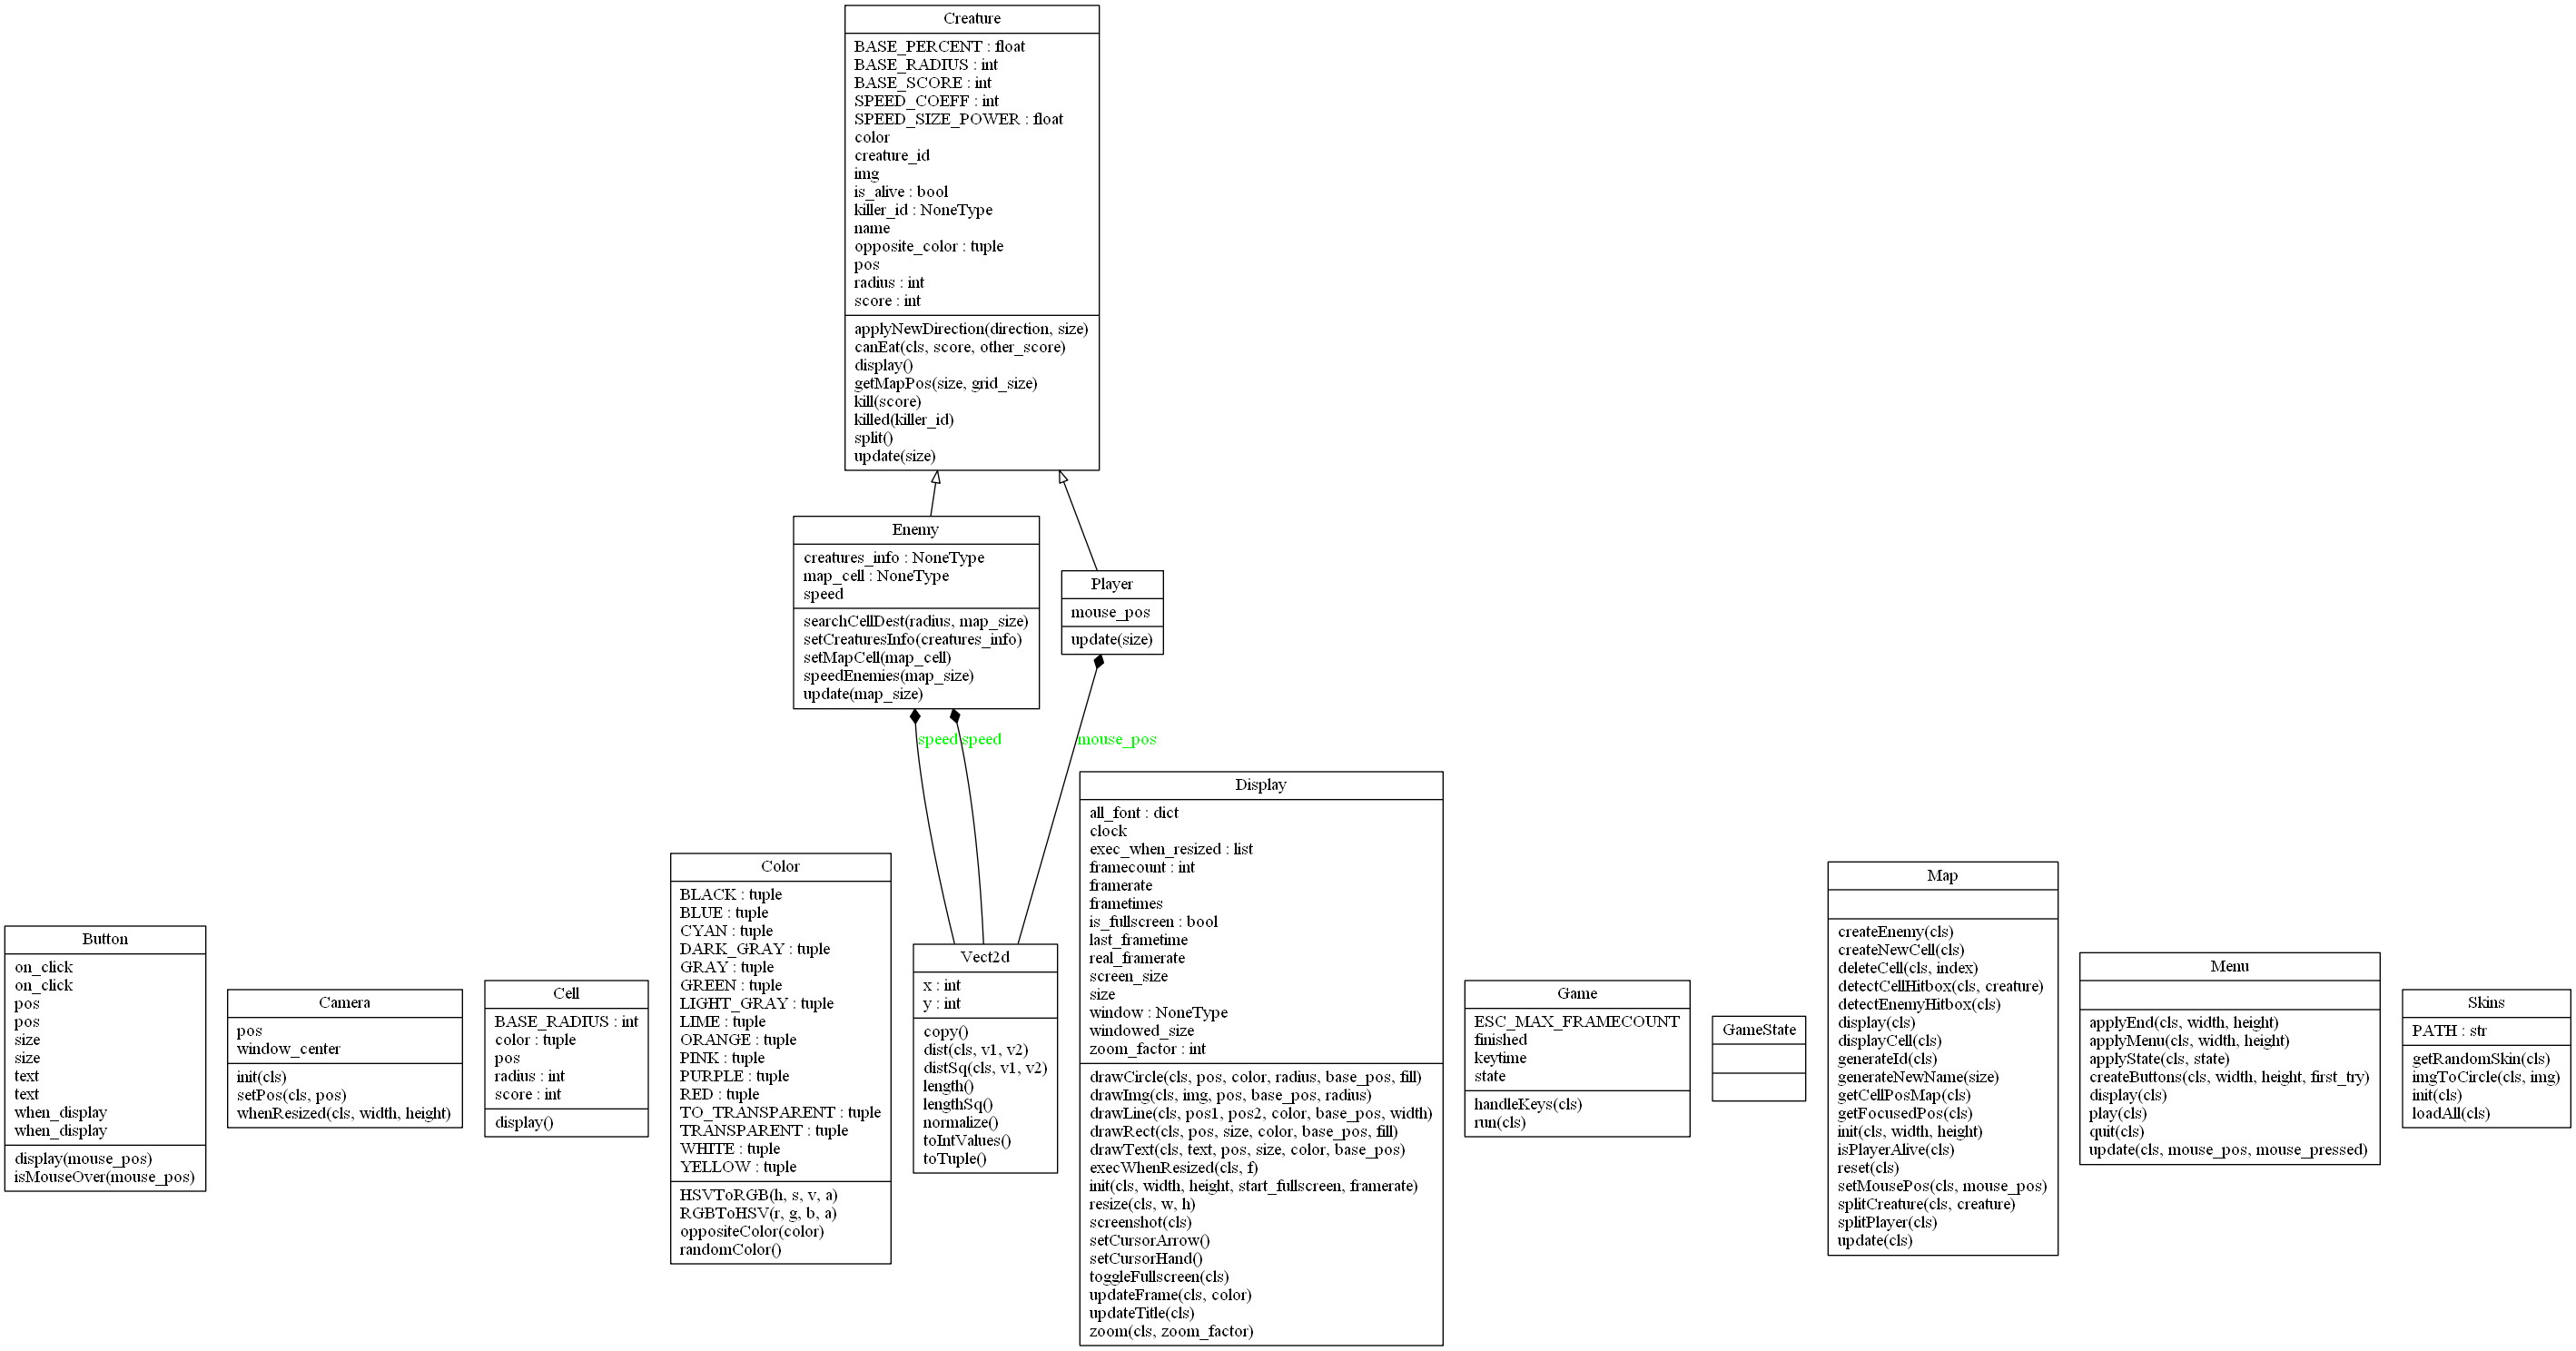 Creature
BASE_PERCENT : float
BASE_RADIUS : int
BASE_SCORE : int
SPEED_COEFF : int
SPEED_SIZE_POWER : float
color
creature_id
img
is_alive : bool
killer_id : NoneType
name
opposite_color : tuple
pos
radius : int
score : int
applyNewDirection(direction, size)
canEat(cls, score, other_score)
display()
getMapPos(size, grid_size)
kill(score)
killed(killer_id)
split()
update(size)
Enemy
creatures_info : NoneType
map_cell : NoneType
speed
searchCellDest(radius, map_size)
setCreaturesInfo(creatures_info)
setMapCell(map_cell)
speedEnemies(map_size)
update(map_size)
Player
mouse_pos
update(size)
speed
speed
mouse_pos
Button
on_click
on_click
pos
pos
size
size
text
text
when_display
when_display
display(mouse_pos)
isMouseOver(mouse_pos)
Camera
pos
window_center
init(cls)
setPos(cls, pos)
whenResized(cls, width, height)
Cell
BASE_RADIUS : int
color : tuple
pos
radius : int
score : int
display()
Color
BLACK : tuple
BLUE : tuple
CYAN : tuple
DARK_GRAY : tuple
GRAY : tuple
GREEN : tuple
LIGHT_GRAY : tuple
LIME : tuple
ORANGE : tuple
PINK : tuple
PURPLE : tuple
RED : tuple
TO_TRANSPARENT : tuple
TRANSPARENT : tuple
WHITE : tuple
YELLOW : tuple
HSVToRGB(h, s, v, a)
RGBToHSV(r, g, b, a)
oppositeColor(color)
randomColor()
Vect2d
x : int
y : int
copy()
dist(cls, v1, v2)
distSq(cls, v1, v2)
length()
lengthSq()
normalize()
toIntValues()
toTuple()
Display
all_font : dict
clock
exec_when_resized : list
framecount : int
framerate
frametimes
is_fullscreen : bool
last_frametime
real_framerate
screen_size
size
window : NoneType
windowed_size
zoom_factor : int
drawCircle(cls, pos, color, radius, base_pos, fill)
drawImg(cls, img, pos, base_pos, radius)
drawLine(cls, pos1, pos2, color, base_pos, width)
drawRect(cls, pos, size, color, base_pos, fill)
drawText(cls, text, pos, size, color, base_pos)
execWhenResized(cls, f)
init(cls, width, height, start_fullscreen, framerate)
resize(cls, w, h)
screenshot(cls)
setCursorArrow()
setCursorHand()
toggleFullscreen(cls)
updateFrame(cls, color)
updateTitle(cls)
zoom(cls, zoom_factor)
Game
ESC_MAX_FRAMECOUNT
finished
keytime
state
handleKeys(cls)
run(cls)
GameState
Map
createEnemy(cls)
createNewCell(cls)
deleteCell(cls, index)
detectCellHitbox(cls, creature)
detectEnemyHitbox(cls)
display(cls)
displayCell(cls)
generateId(cls)
generateNewName(size)
getCellPosMap(cls)
getFocusedPos(cls)
init(cls, width, height)
isPlayerAlive(cls)
reset(cls)
setMousePos(cls, mouse_pos)
splitCreature(cls, creature)
splitPlayer(cls)
update(cls)
Menu
applyEnd(cls, width, height)
applyMenu(cls, width, height)
applyState(cls, state)
createButtons(cls, width, height, first_try)
display(cls)
play(cls)
quit(cls)
update(cls, mouse_pos, mouse_pressed)
Skins
PATH : str
getRandomSkin(cls)
imgToCircle(cls, img)
init(cls)
loadAll(cls)